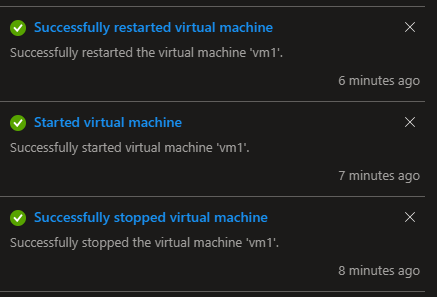 Successfully restarted virtual machine
Successfully restarted the virtual machine 'vm1'.
6 minutes ago
Started virtual machine
Successfully started virtual machine 'vm1'.
7 minutes ago
Successfully stopped virtual machine
Successfully stopped the virtual machine 'vm1'.
8 minutes ago